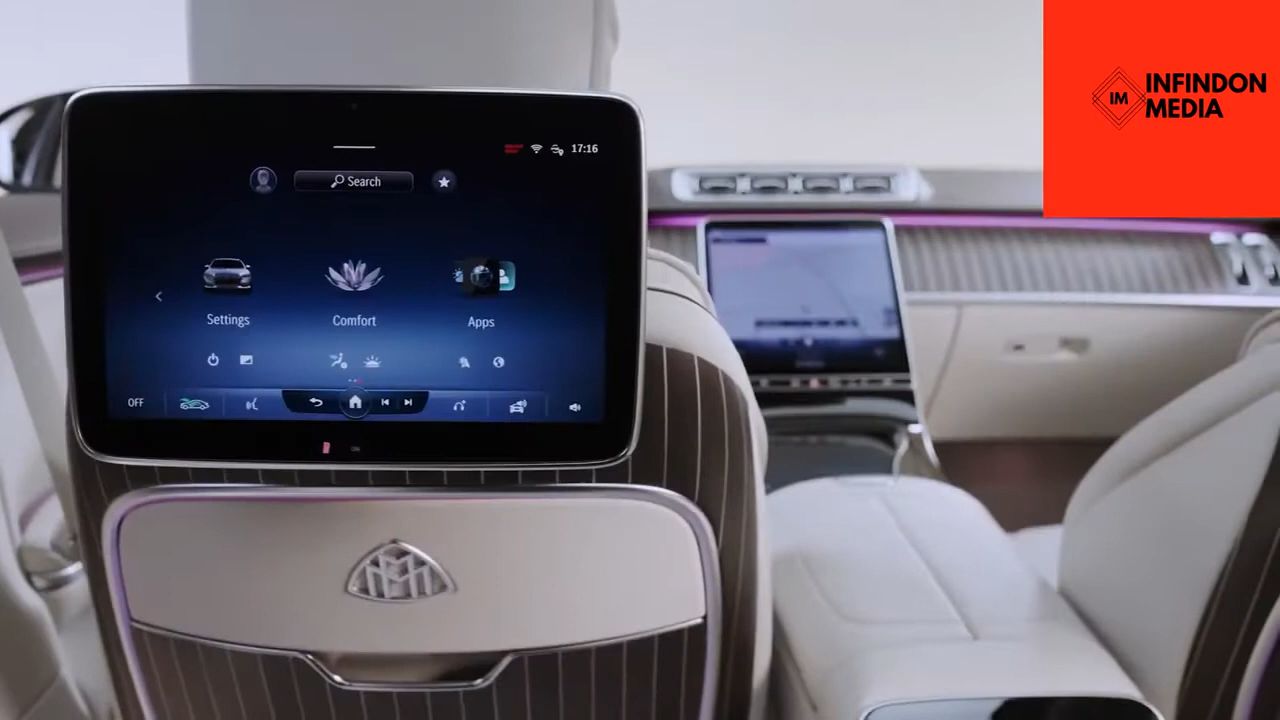 IM
INFINDON
MEDIA
17:16
Search
Settings
Comfort
Apps
OFF